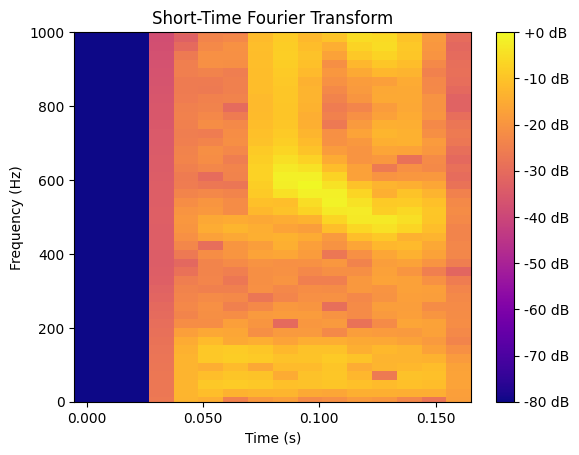 Short-Time Fourier Transform
1000
800
600
400
200
0
Frequency (Hz)
0.000
0.050
0.100
0.150
Time (s)
+0 dB
-10 dB
-20 dB
-30 dB
-40 dB
-50 dB
-60 dB
-70 dB
-80 dB